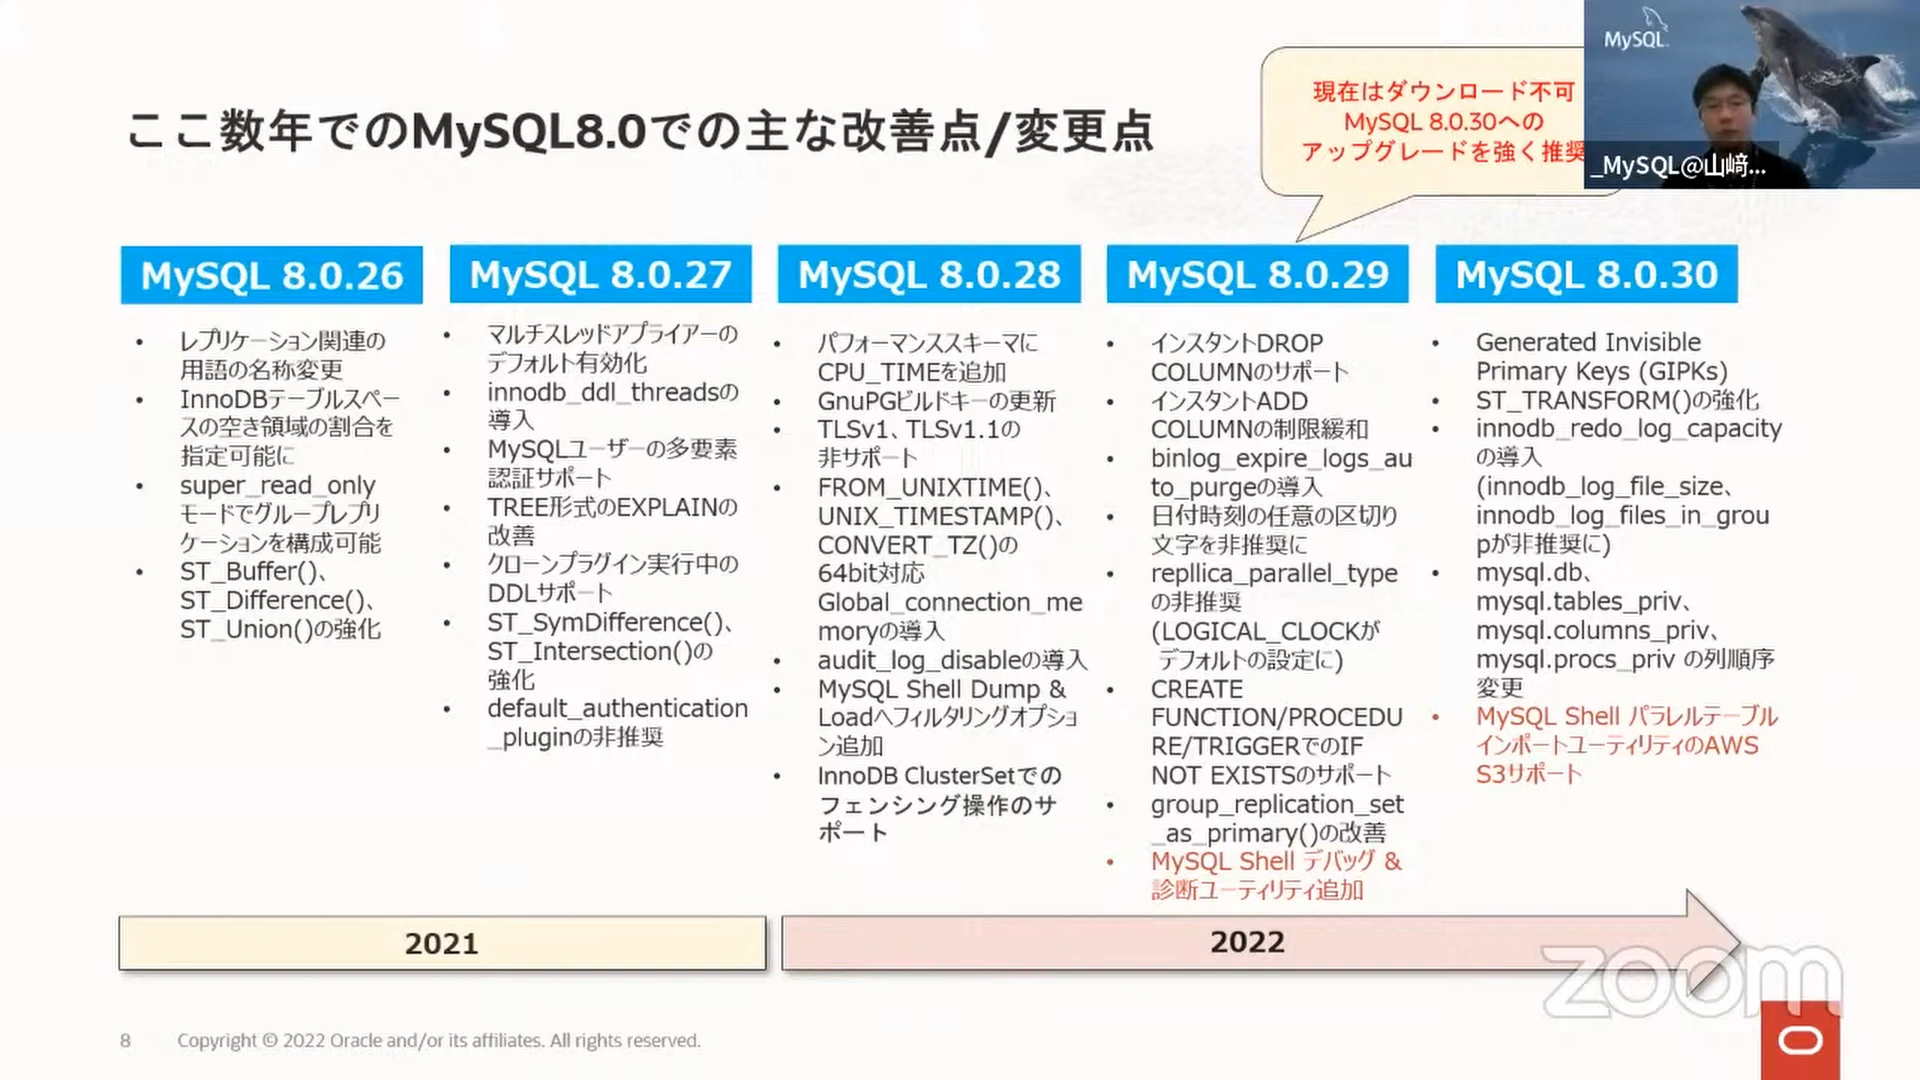 ここ数年でのMySQL8.0での主な改善点/変更点
現在はダウンロード不可
MySQL 8.0.30への
アップグレードを強く推奨
MySQL
_MySQL@山﨑...
MySQL 8.0.26
レプリケーション関連の
用語の名称変更
InnoDBテーブルスペー
スの空き領域の割合を
指定可能に
super_read_only
モードでグループレプリ
ケーションを構成可能
ST_Buffer()、
ST_Difference()、
ST_Union()の強化
MySQL 8.0.27
マルチスレッドアプライアーの
デフォルト有効化
innodb_ddl_threadsの
導入
MySQLユーザーの多要素
認証サポート
TREE形式のEXPLAINの
改善
クローンプラグイン実行中の
DDLサポート
ST_SymDifference()、
ST_Intersection()の
強化
default_authentication
_pluginの非推奨
MySQL 8.0.28
パフォーマンススキーマに
CPU_TIMEを追加
GnuPGビルドキーの更新
TLSv1、TLSv1.1の
非サポート
FROM_UNIXTIME()、
UNIX_TIMESTAMP()、
CONVERT_TZ()の
64bit対応
Global_connection_me
moryの導入
audit_log_disableの導入
MySQL Shell Dump &
Loadへフィルタリングオプショ
ン追加
InnoDB ClusterSetでの
フェンシング操作のサ
ポート
MySQL 8.0.29
インスタントDROP
COLUMNのサポート
インスタントADD
COLUMNの制限緩和
binlog_expire_logs_au
to_purgeの導入
日付時刻の任意の区切り
文字を非推奨に
repllica_parallel_type
の非推奨
(LOGICAL_CLOCKが
デフォルトの設定に)
CREATE
FUNCTION/PROCEDU
RE/TRIGGERでのIF
NOT EXISTSのサポート
group_replication_set
_as_primary()の改善
MySQL Shell デバッグ &
診断ユーティリティ追加
MySQL 8.0.30
Generated Invisible
Primary Keys (GIPKs)
ST_TRANSFORM()の強化
innodb_redo_log_capacity
の導入
(innodb_log_file_size、
innodb_log_files_in_grou
pが非推奨に)
mysql.db、
mysql.tables_priv、
mysql.columns_priv、
mysql.procs_priv の列順序
変更
MySQL Shell パラレルテーブル
インポートユーティリティのAWS
S3サポート
2021
2022
zoom
8
Copyright © 2022 Oracle and/or its affiliates. All rights reserved.